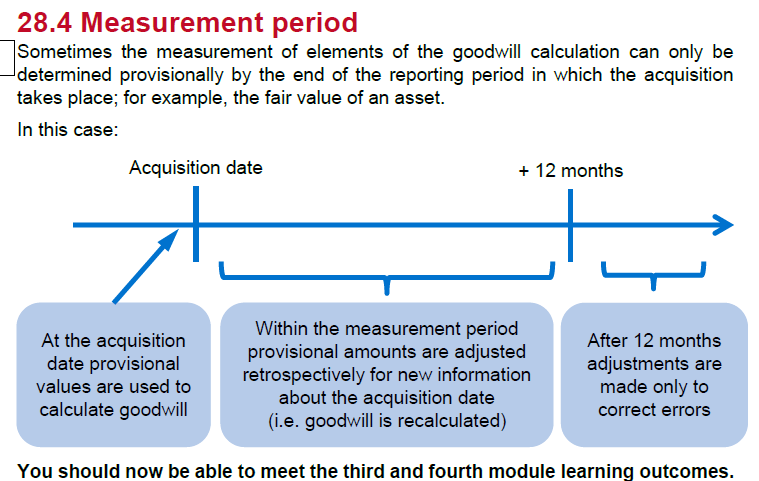 28.4 Measurement period
Sometimes the measurement of elements of the goodwill calculation can only be
determined provisionally by the end of the reporting period in which the acquisition
takes place; for example, the fair value of an asset.
In this case:
Acquisition date
+ 12 months
At the acquisition
date provisional
values are used to
calculate goodwill
Within the measurement period
provisional amounts are adjusted
retrospectively for new information
about the acquisition date
(i.e. goodwill is recalculated)
After 12 months
adjustments are
made only to
correct errors
You should now be able to meet the third and fourth module learning outcomes.